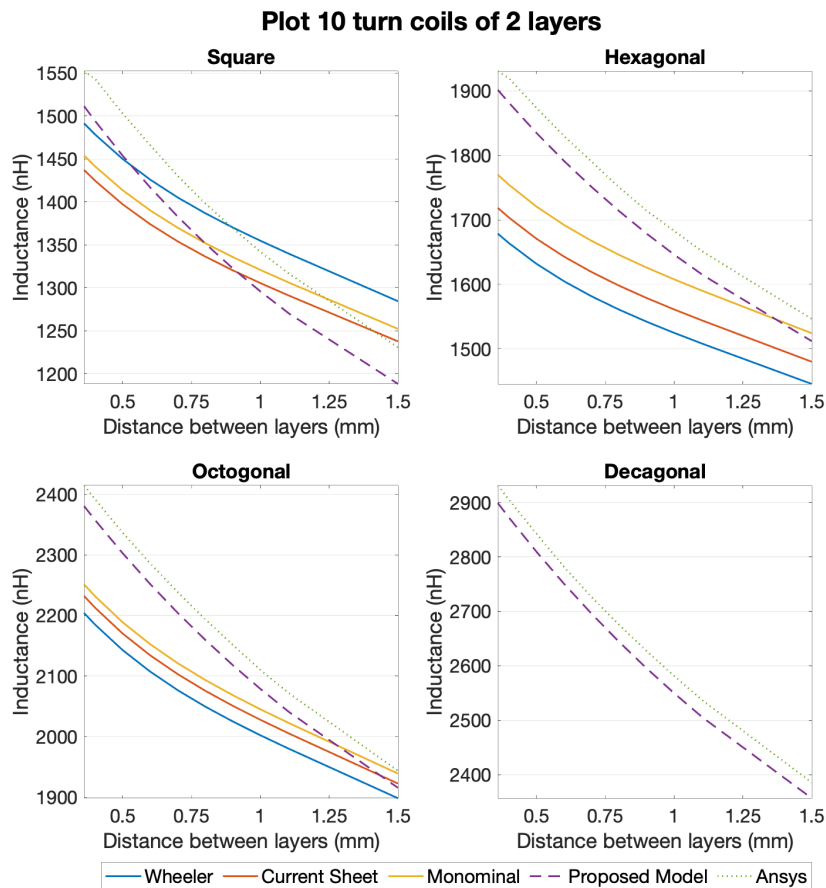 Plot 10 turn coils of 2 layers
Square
Inductance (nH)
1550
1500
1450
1400
1350
1300
1250
1200
0.5 0.75 1 1.25 1.5
Distance between layers (mm)
Hexagonal
Inductance (nH)
1900
1800
1700
1600
1500
0.5 0.75 1 1.25 1.5
Distance between layers (mm)
Octogonal
Inductance (nH)
2400
2300
2200
2100
2000
1900
0.5 0.75 1 1.25 1.5
Distance between layers (mm)
Decagonal
Inductance (nH)
2900
2800
2700
2600
2500
2400
0.5 0.75 1 1.25 1.5
Distance between layers (mm)
Wheeler Current Sheet Monominal Proposed Model Ansys